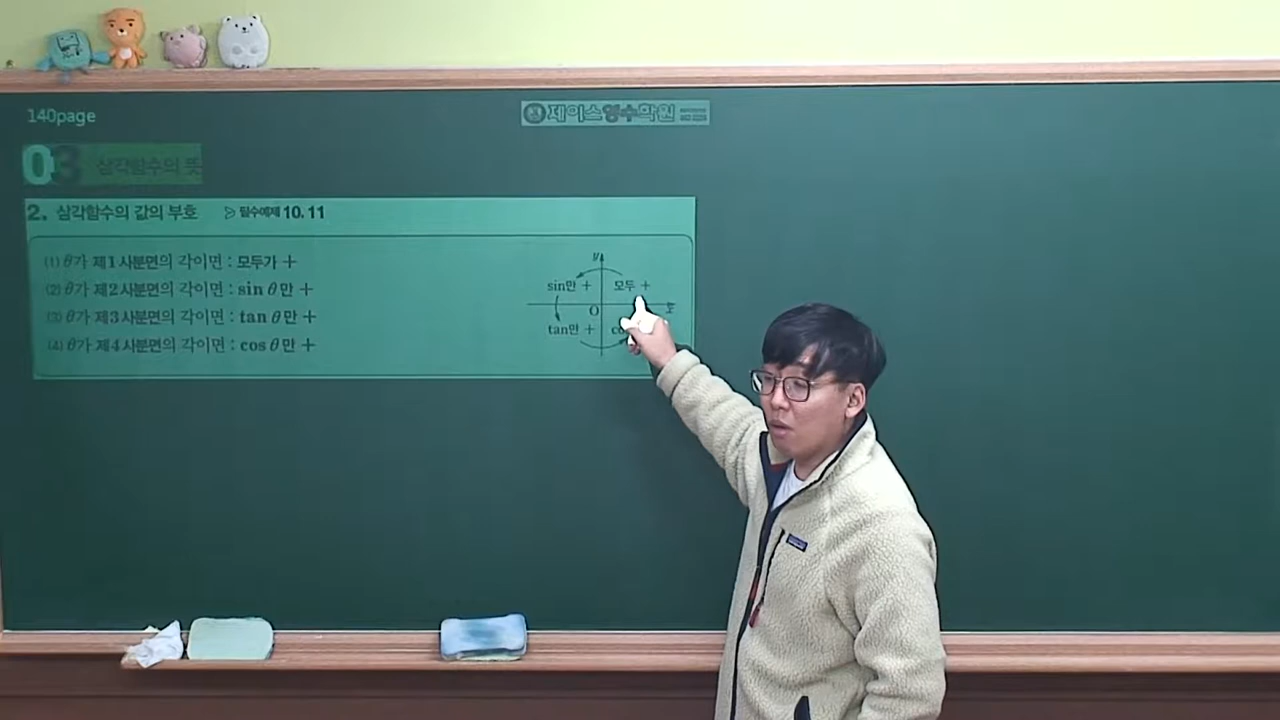 140page
제이스영수학원
03 삼각함수의 뜻
2. 삼각함수의 값의 부호 ▷ 필수예제 10, 11
(1) θ가 제1사분면의 각이면 : 모두가 +
(2) θ가 제2사분면의 각이면 : sin θ만 +
(3) θ가 제3사분면의 각이면 : tan θ만 +
(4) θ가 제4사분면의 각이면 : cos θ만 +
y
sin만 + 모두 +
O x
tan만 + co